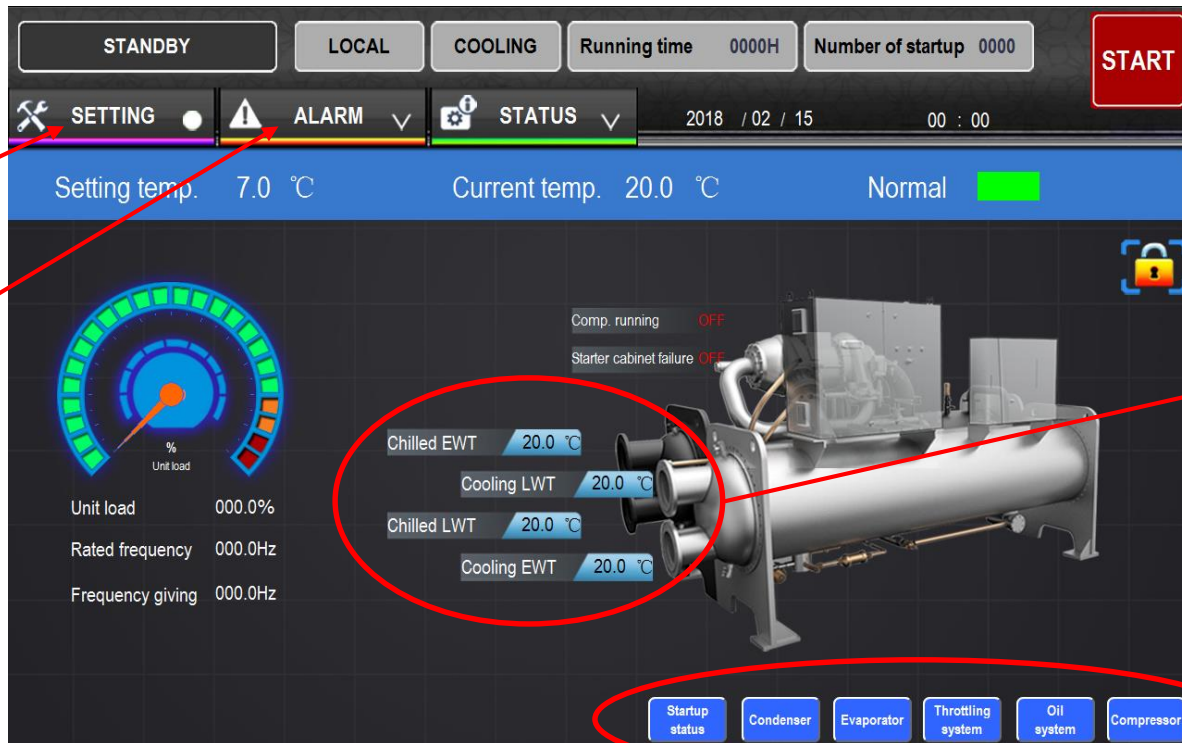 STANDBY LOCAL COOLING Running time 0000H Number of startup 0000 START
SETTING ALARM STATUS 2018 / 02 / 15 00 : 00
Setting temp. 7.0 ℃ Current temp. 20.0 ℃ Normal
Comp. running OFF
Starter cabinet failure OFF
%
Unit load
Chilled EWT 20.0 ℃
Cooling LWT 20.0 ℃
Chilled LWT 20.0 ℃
Cooling EWT 20.0 ℃
Unit load 000.0%
Rated frequency 000.0Hz
Frequency giving 000.0Hz
Startup
status
Condenser
Evaporator
Throttling
system
Oil
system
Compressor